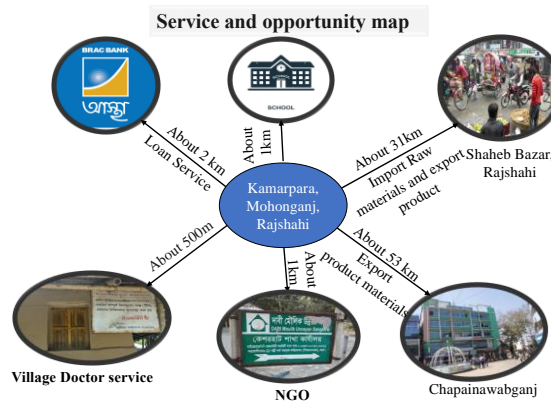 Service and opportunity map
BRAC BANK
আস্থা
SCHOOL
About 2 km
Loan Service
About
1km
About 31km
Import Raw
materials and export
product
Shaheb Bazar,
Rajshahi
Kamarpara,
Mohonganj,
Rajshahi
About 500m
About
1km
About 53 km
Export
product materials
Village Doctor service
কেশরহাট শাখা কার্যালয়
NGO
Chapainawabganj